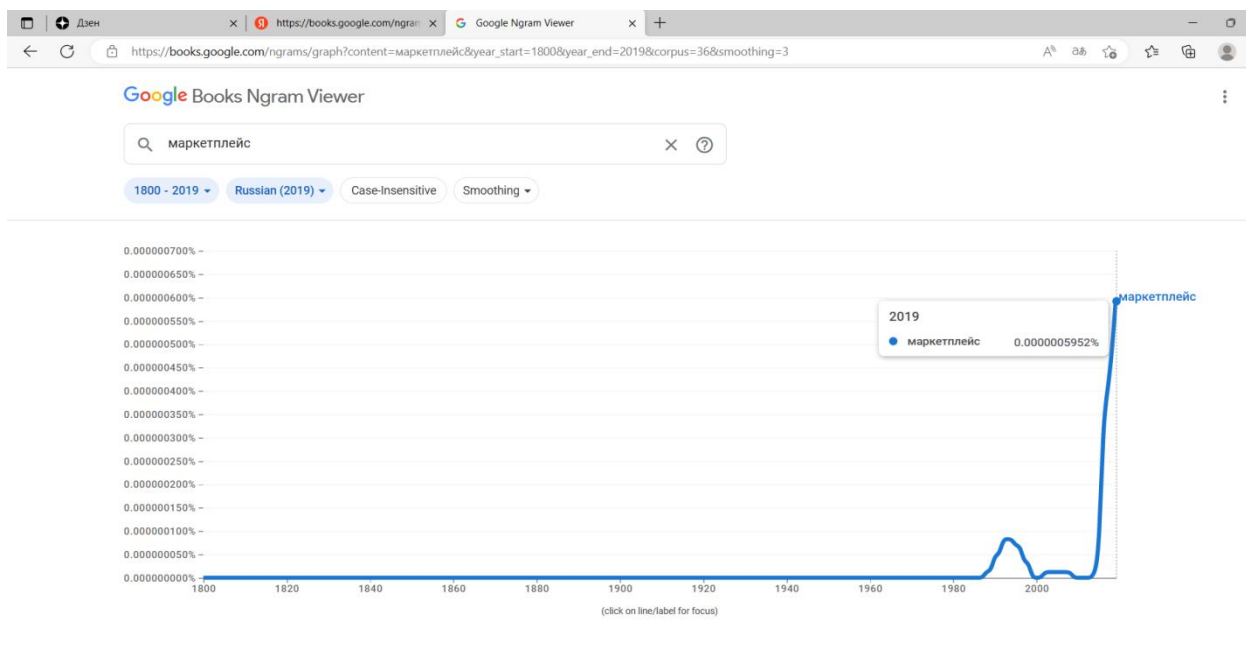 Дзен
https://books.google.com/ngram
Google Ngram Viewer
https://books.google.com/ngrams/graph?content=маркетплейс&year_start=1800&year_end=2019&corpus=36&smoothing=3
Google Books Ngram Viewer
маркетплейс
1800 - 2019 Russian (2019) Case-Insensitive Smoothing
0.000000700%
0.000000650%
0.000000600%
маркетплейс
0.000000550%
2019
0.000000500%
маркетплейс 0.0000005952%
0.000000450%
0.000000400%
0.000000350%
0.000000300%
0.000000250%
0.000000200%
0.000000150%
0.000000100%
0.000000050%
0.000000000%
1800 1820 1840 1860 1880 1900 1920 1940 1960 1980 2000
(click on line/label for focus)